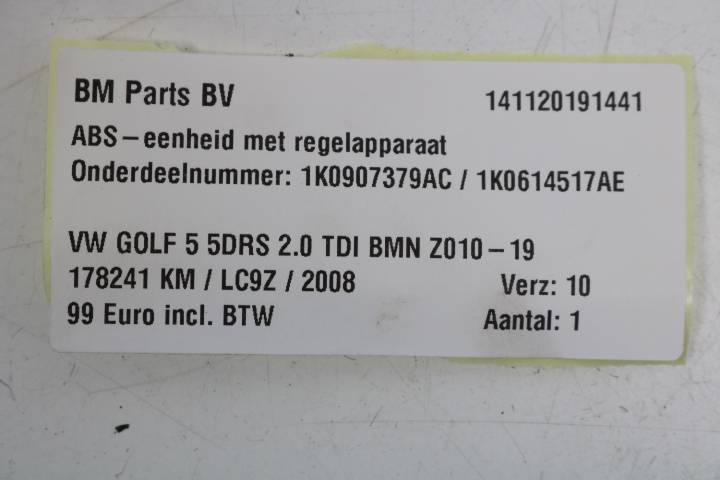 BM Parts BV 141120191441
ABS – eenheid met regelapparaat
Onderdeelnummer: 1K0907379AC / 1K0614517AE
VW GOLF 5 5DRS 2.0 TDI BMN Z010 – 19
178241 KM / LC9Z / 2008 Verz: 10
99 Euro incl. BTW Aantal: 1